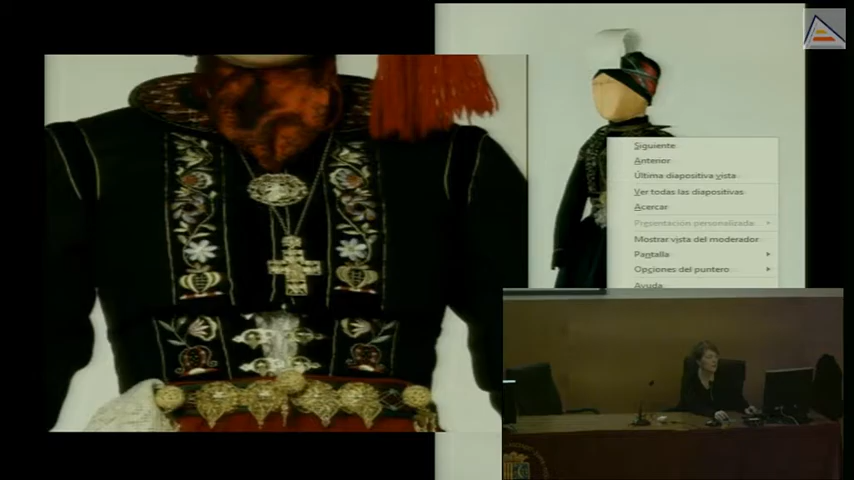 Siguiente
Anterior
Última diapositiva vista
Ver todas las diapositivas
Acercar
Presentación personalizada
Mostrar vista del moderador
Pantalla
Opciones del puntero
Ayuda